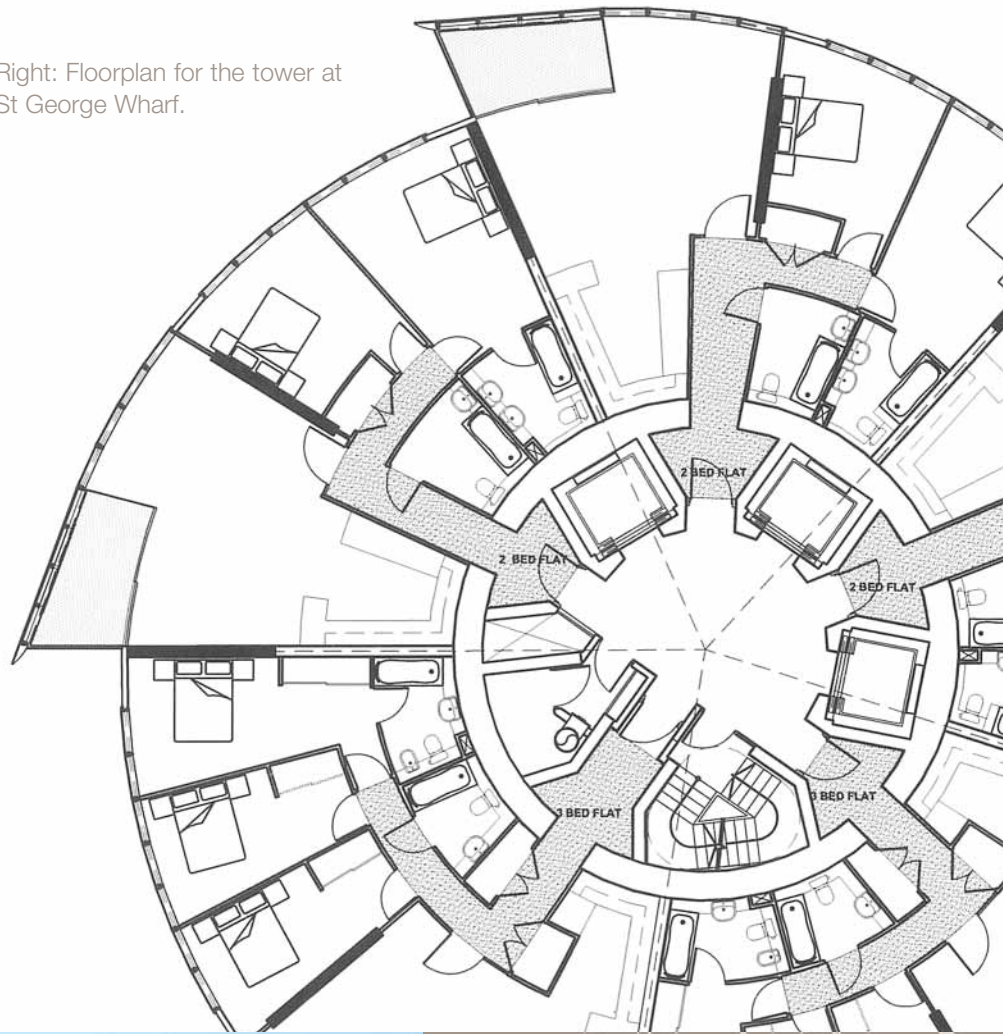 Right: Floorplan for the tower at
St George Wharf.
2 BED FLAT
2 BED FLAT
2 BED FLAT
3 BED FLAT
3 BED FLAT